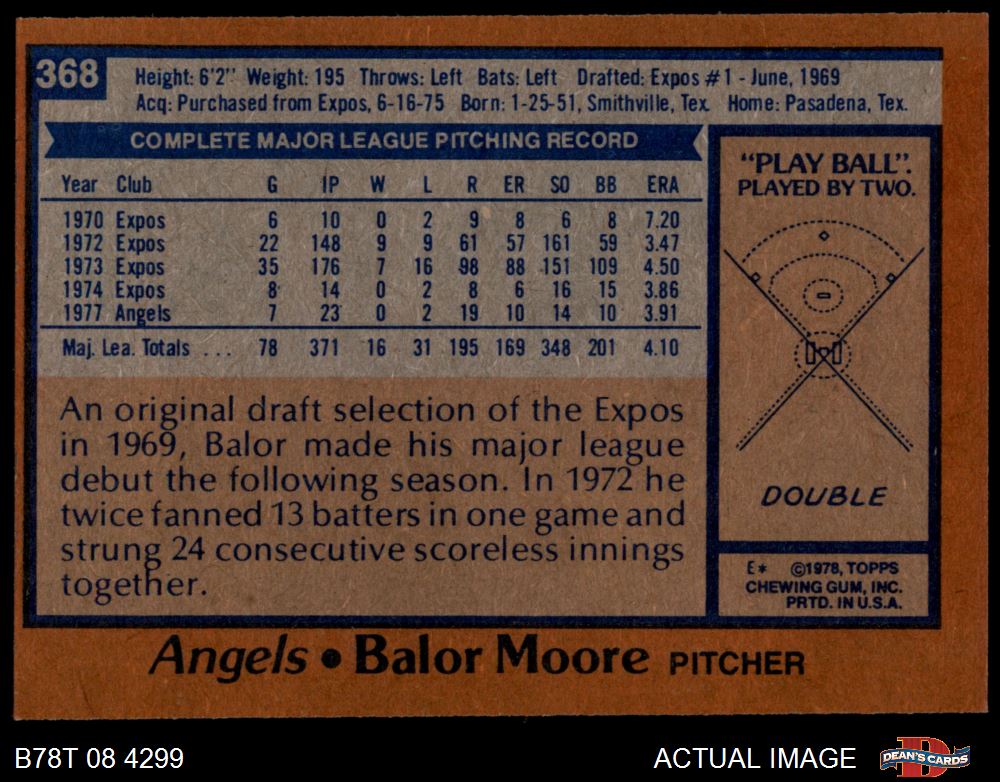 368
Height: 6'2" Weight: 195 Throws: Left Bats: Left Drafted: Expos #1 - June, 1969
Acq: Purchased from Expos, 6-16-75 Born: 1-25-51, Smithville, Tex. Home: Pasadena, Tex.
COMPLETE MAJOR LEAGUE PITCHING RECORD
Year Club G IP W L R ER SO BB ERA
1970 Expos 6 10 0 2 9 8 6 8 7.20
1972 Expos 22 148 9 9 61 57 161 59 3.47
1973 Expos 35 176 7 16 98 88 151 109 4.50
1974 Expos 8 14 0 2 8 6 16 15 3.86
1977 Angels 7 23 0 2 19 10 14 10 3.91
Maj. Lea. Totals ... 78 371 16 31 195 169 348 201 4.10
An original draft selection of the Expos
in 1969, Balor made his major league
debut the following season. In 1972 he
twice fanned 13 batters in one game and
strung 24 consecutive scoreless innings
together.
"PLAY BALL".
PLAYED BY TWO.
DOUBLE
E* ©1978, TOPPS
CHEWING GUM, INC.
PRTD. IN U.S.A.
Angels • Balor Moore PITCHER
B78T 08 4299
ACTUAL IMAGE
DEAN'S CARDS